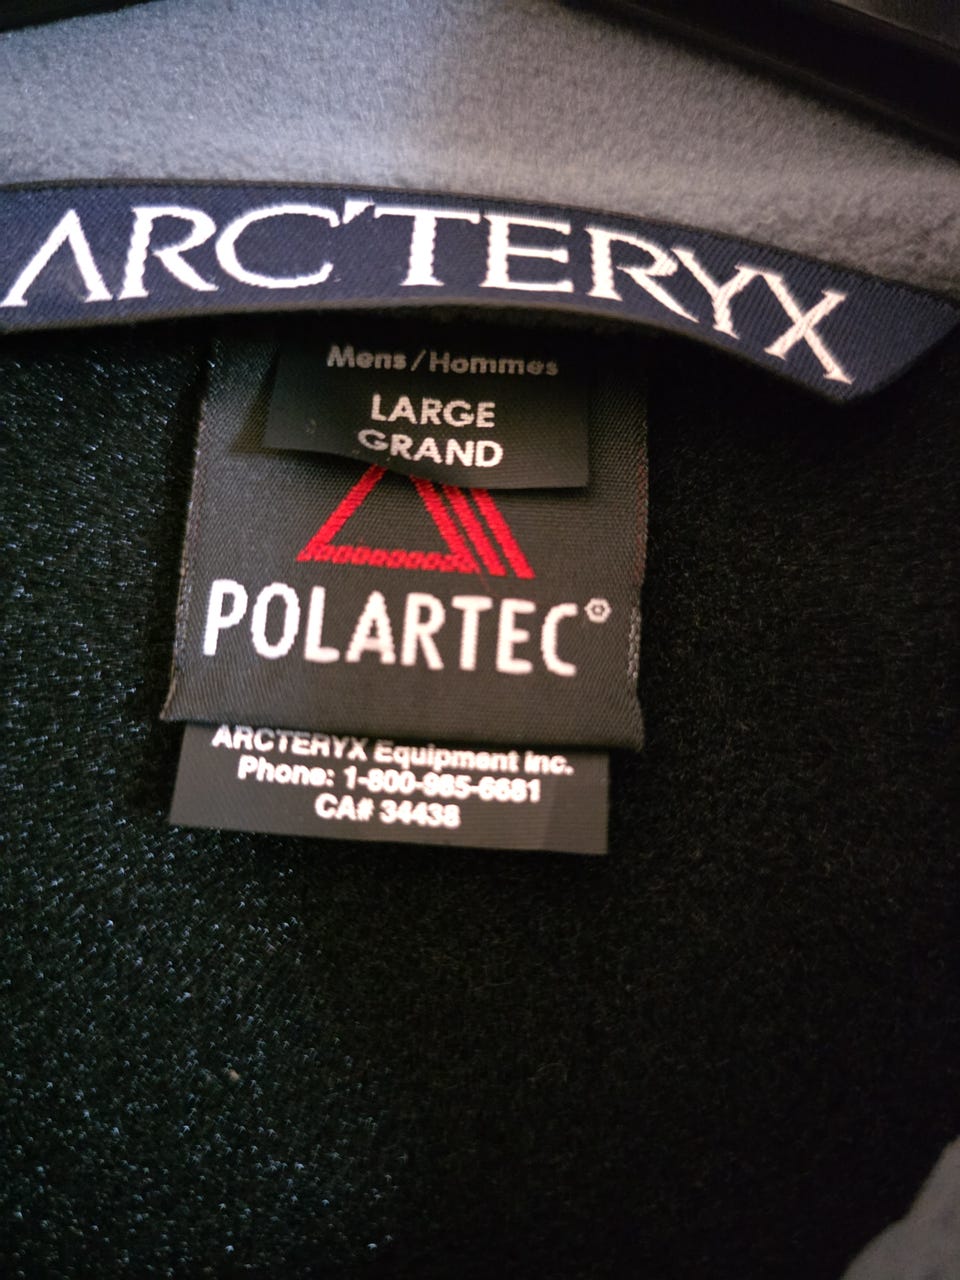 ARC'TERYX
Mens / Hommes
LARGE
GRAND
POLARTEC®
ARCTERYX Equipment Inc.
Phone: 1-800-985-6681
CA# 34438